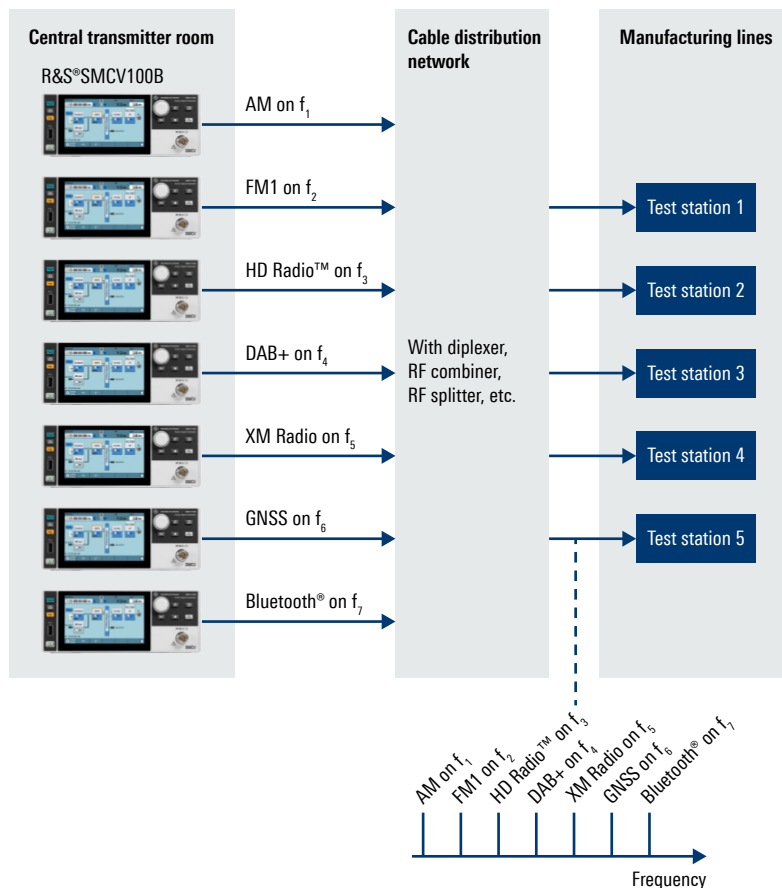 Central transmitter room
R&S®SMCV100B
AM on f₁
FM1 on f₂
HD Radio™ on f₃
DAB+ on f₄
XM Radio on f₅
GNSS on f₆
Bluetooth® on f₇
Cable distribution
network
With diplexer,
RF combiner,
RF splitter, etc.
Manufacturing lines
Test station 1
Test station 2
Test station 3
Test station 4
Test station 5
AM on f₁
FM1 on f₂
HD Radio™ on f₃
DAB+ on f₄
XM Radio on f₅
GNSS on f₆
Bluetooth® on f₇
Frequency